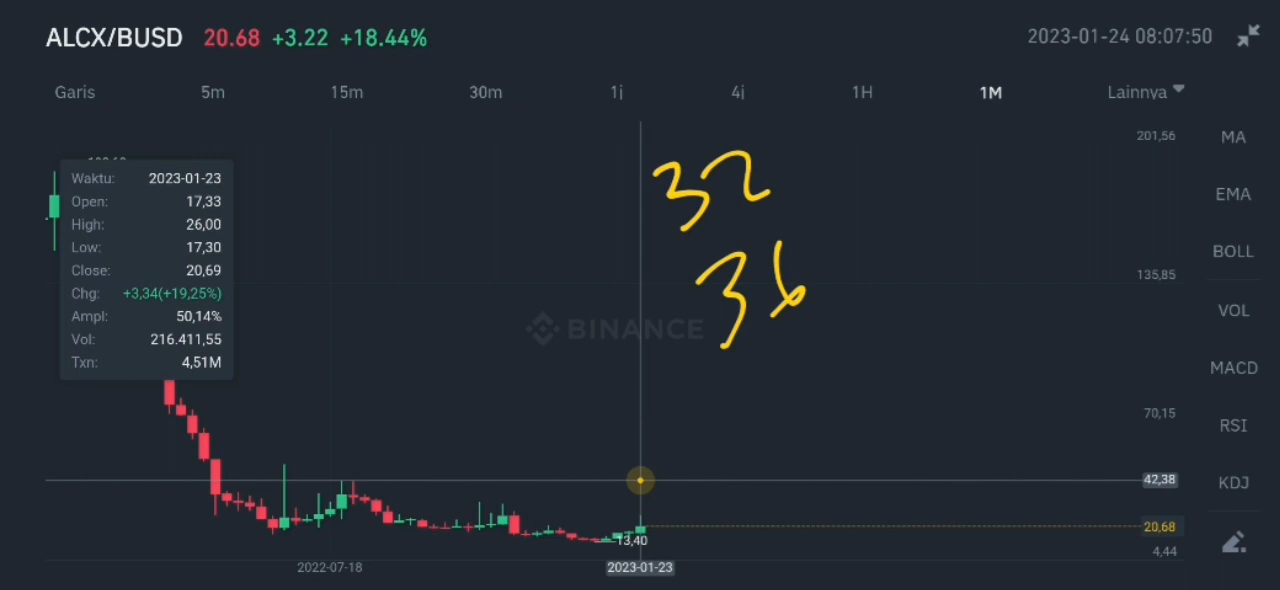 ALCX/BUSD 20.68 +3.22 +18.44% 2023-01-24 08:07:50
Garis 5m 15m 30m 1j 4j 1H 1M Lainnya
201,56 MA
Waktu: 2023-01-23
Open: 17,33
High: 26,00
Low: 17,30
Close: 20,69
Chg: +3,34(+19,25%)
Ampl: 50,14%
Vol: 216.411,55
Txn: 4,51M
32
36
BINANCE
EMA
135,85 BOLL
VOL
MACD
70,15 RSI
42,38 KDJ
20,68
13,40
4,44
2022-07-18 2023-01-23